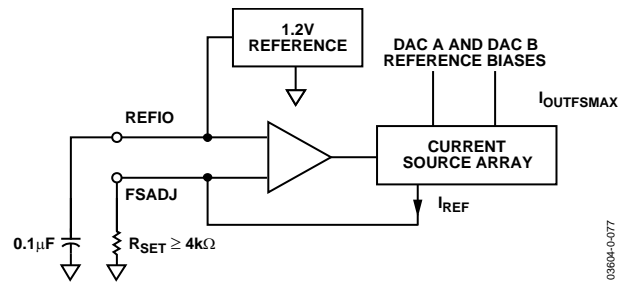 1.2V
REFERENCE
DAC A AND DAC B
REFERENCE BIASES
IOUTFSMAX
REFIO
CURRENT
SOURCE ARRAY
FSADJ
IREF
0.1µF
RSET ≥ 4kΩ
03604-0-077